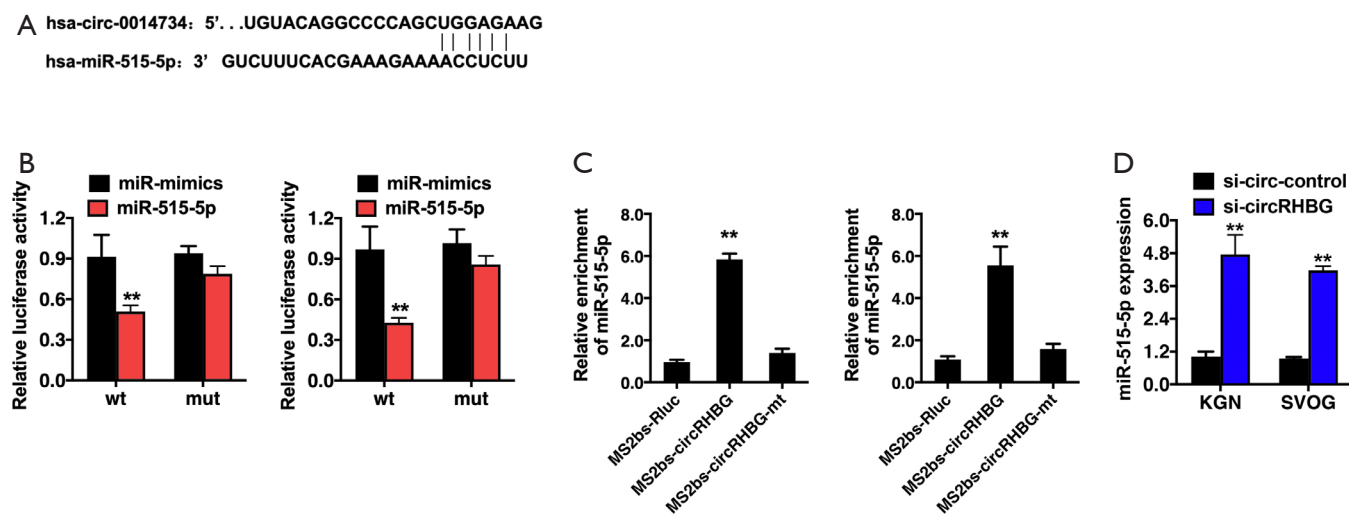 A
hsa-circ-0014734: 5'. . .UGUACAGGCCCCAGCUGGAGAAG
hsa-miR-515-5p: 3' GUCUUUCACGAAAGAAAACCUCUU
B
miR-mimics
miR-515-5p
Relative luciferase activity
1.2
0.9
0.6
0.3
0.0
**
wt
mut
miR-mimics
miR-515-5p
Relative luciferase activity
1.2
0.9
0.6
0.3
0.0
**
wt
mut
C
Relative enrichment
of miR-515-5p
8.0
6.0
4.0
2.0
0.0
**
MS2bs-Rluc
MS2bs-circRHBG
MS2bs-circRHBG-mt
Relative enrichment
of miR-515-5p
8.0
6.0
4.0
2.0
0.0
**
MS2bs-Rluc
MS2bs-circRHBG
MS2bs-circRHBG-mt
D
si-circ-control
si-circRHBG
miR-515-5p expression
6.0
4.8
3.6
2.4
1.2
0.0
**
**
KGN
SVOG